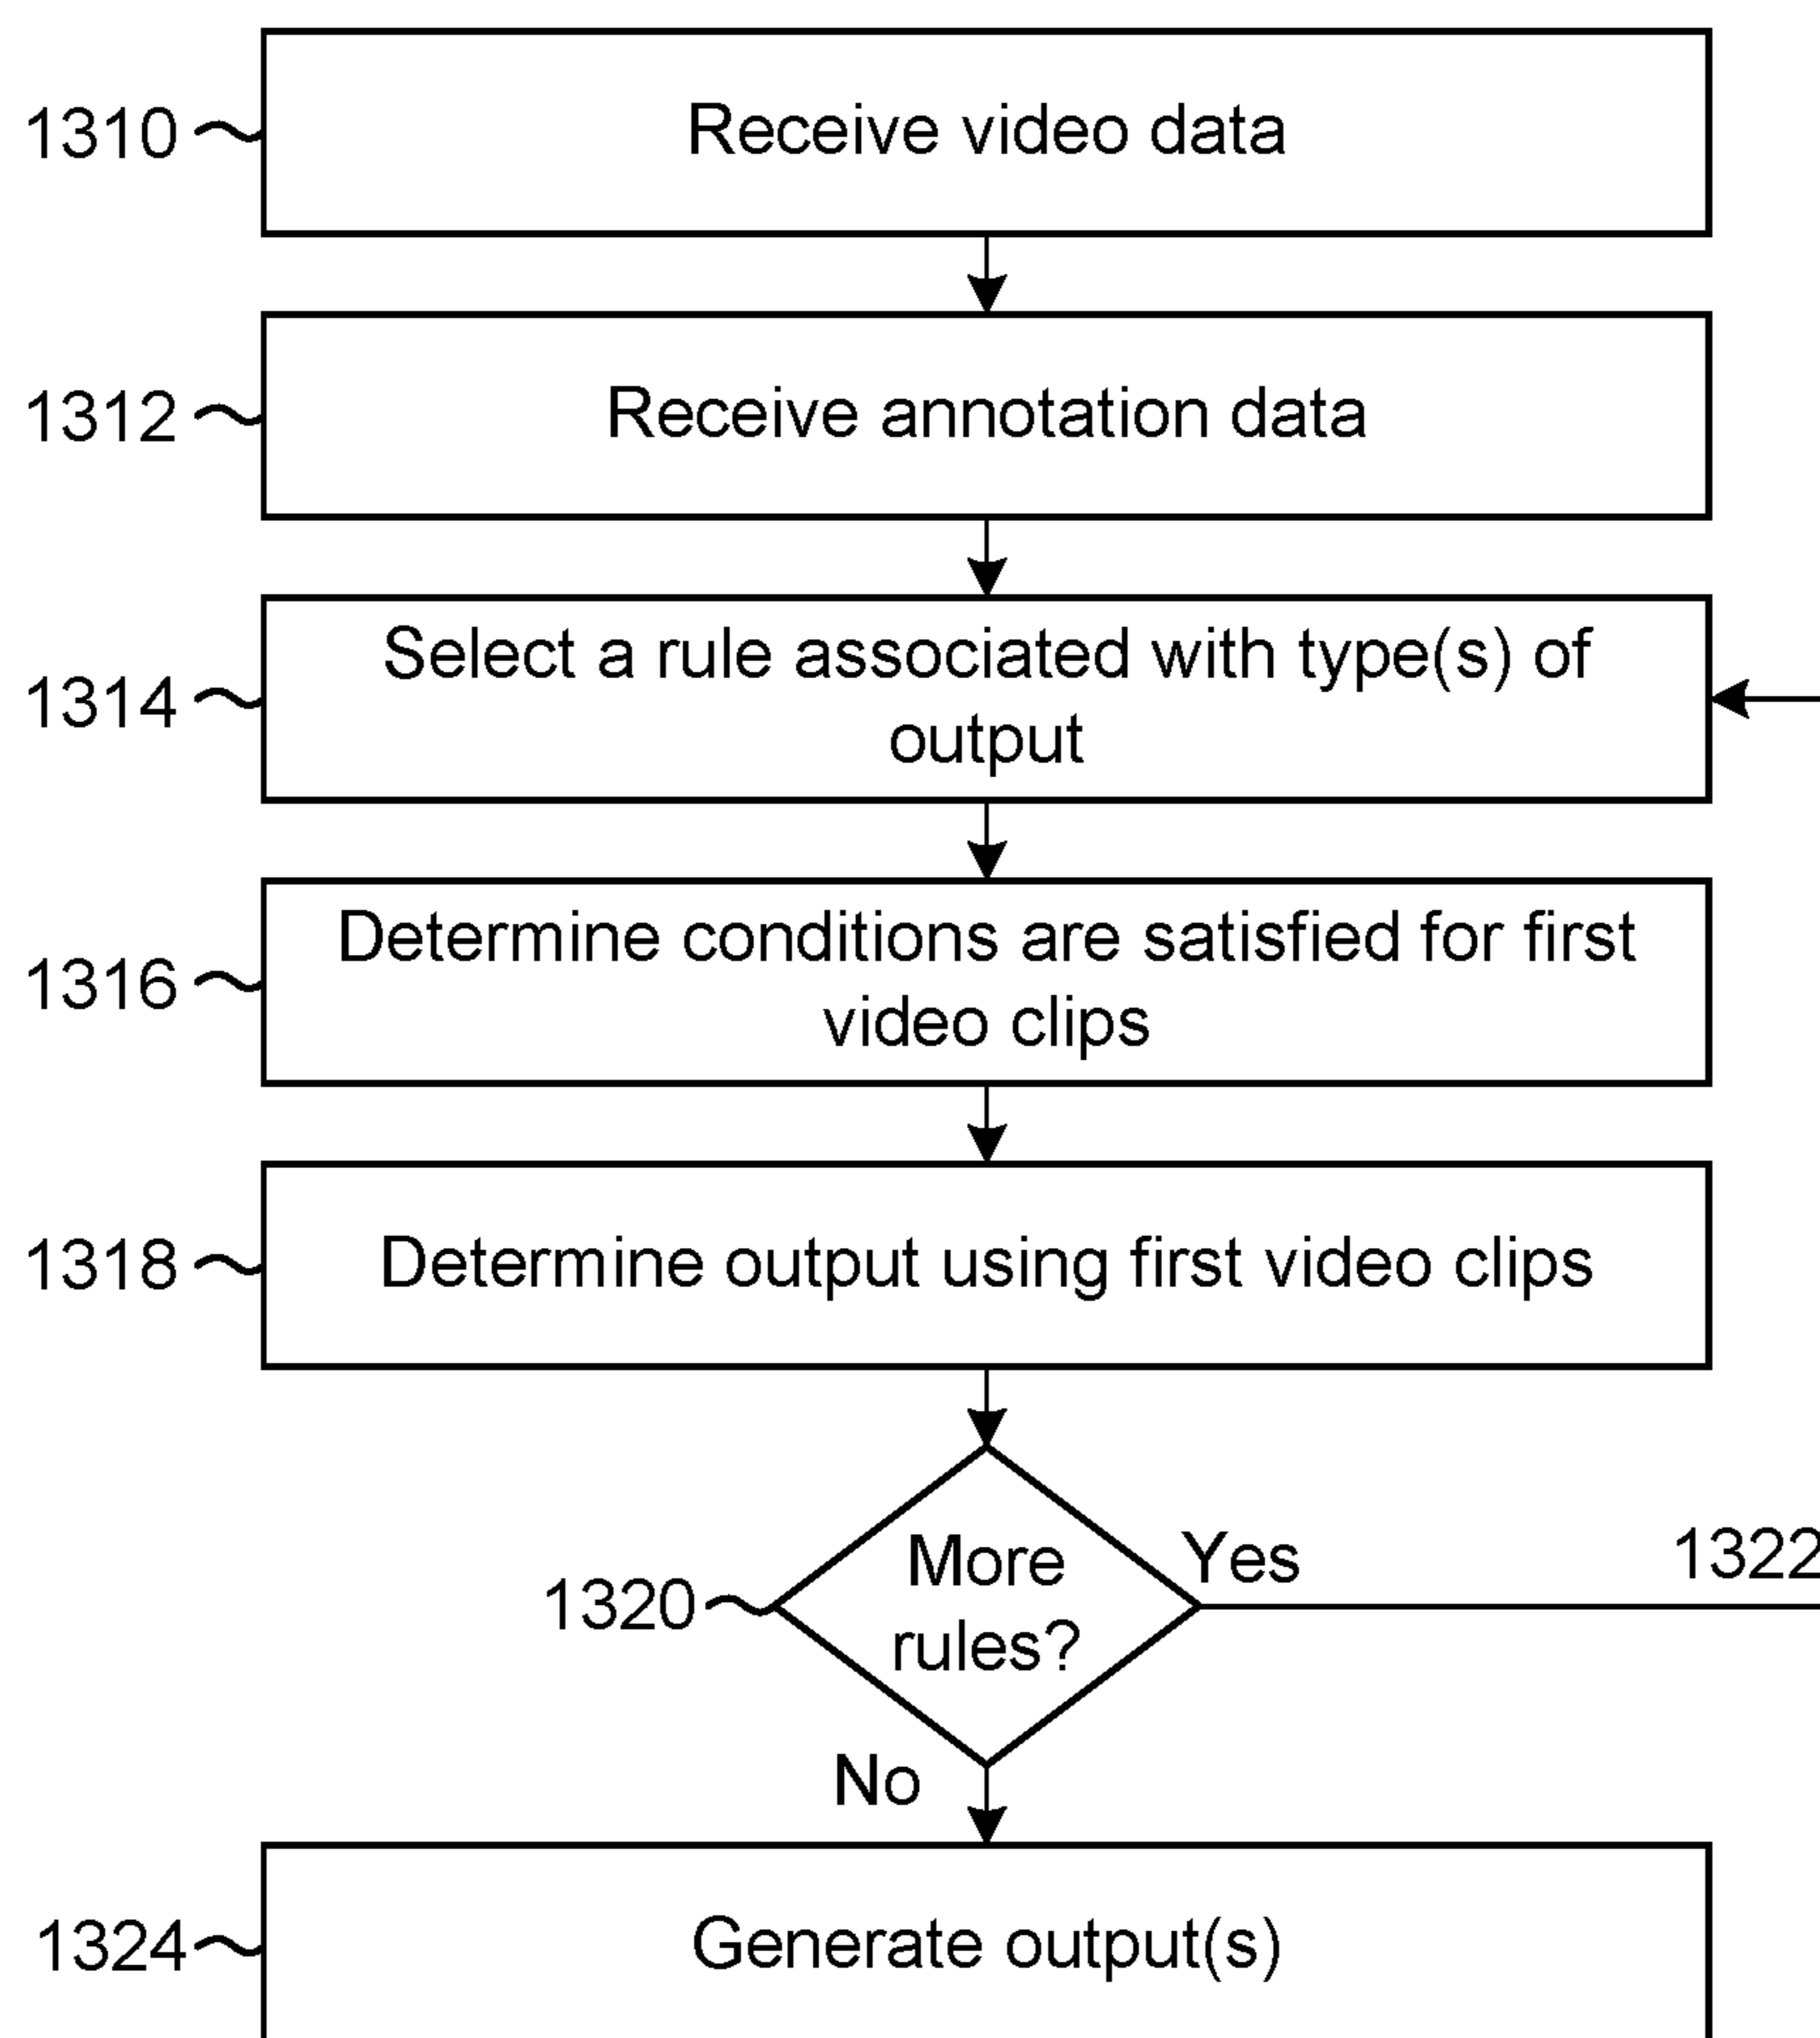 1310
Receive video data
1312
Receive annotation data
1314
Select a rule associated with type(s) of
output
1316
Determine conditions are satisfied for first
video clips
1318
Determine output using first video clips
1320
More
rules?
Yes
1322
No
1324
Generate output(s)